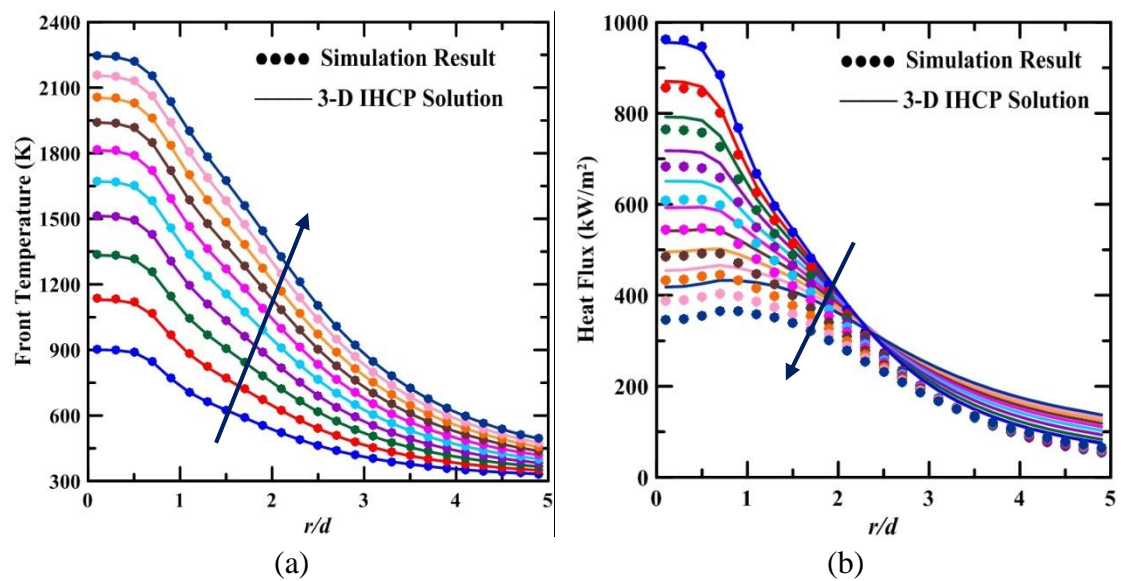 2400
2100
1800
1500
1200
900
600
300
Front Temperature (K)
Simulation Result
3-D IHCP Solution
0 1 2 3 4 5
r/d
(a)
1000
800
600
400
200
0
Heat Flux (kW/m²)
Simulation Result
3-D IHCP Solution
0 1 2 3 4 5
r/d
(b)